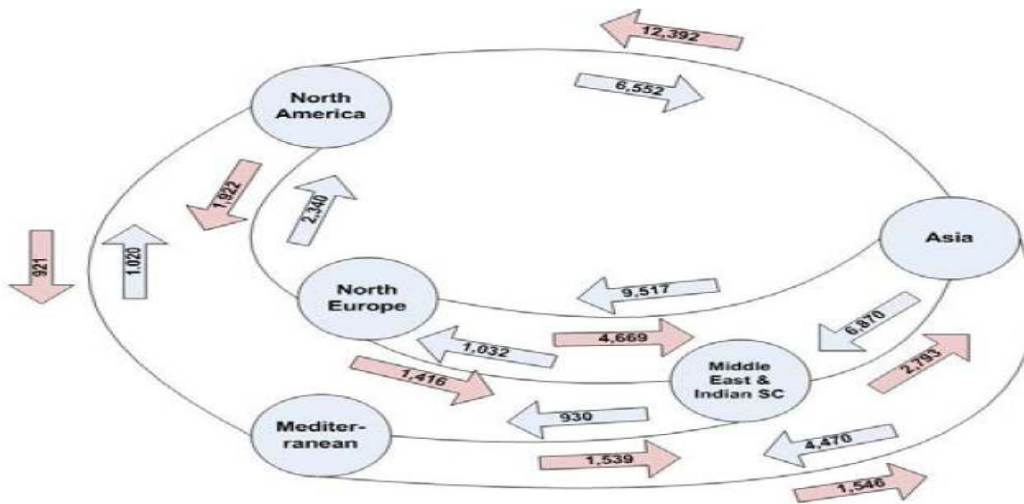 12,392
6,552
North
America
1,922
2,340
921
1.020
Asia
North
Europe
9,517
4,669
6,870
1,032
1,416
Middle
East &
Indian SC
2,793
930
Mediter-
ranean
1,539
4,470
1,546